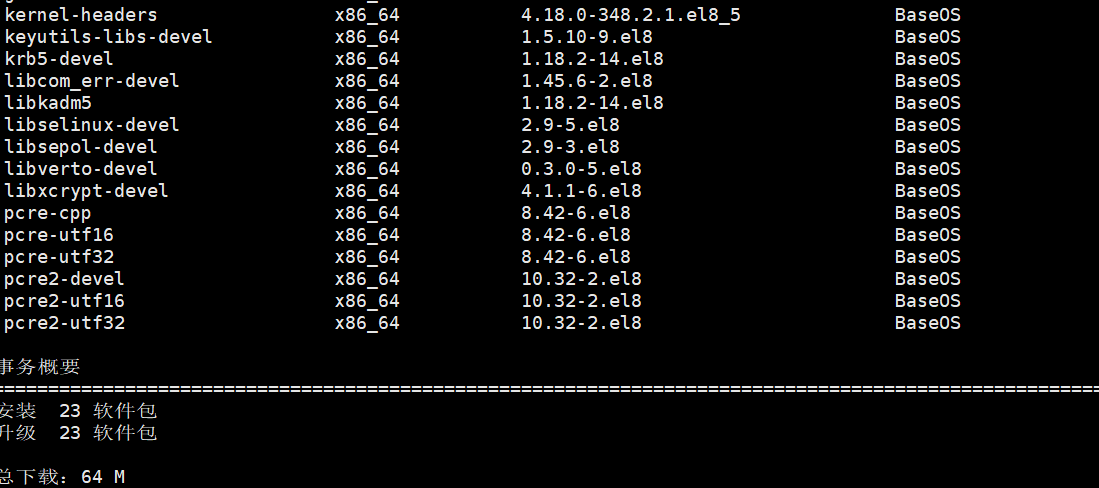 kernel-headers x86_64 4.18.0-348.2.1.el8_5 BaseOS
keyutils-libs-devel x86_64 1.5.10-9.el8 BaseOS
krb5-devel x86_64 1.18.2-14.el8 BaseOS
libcom_err-devel x86_64 1.45.6-2.el8 BaseOS
libkadm5 x86_64 1.18.2-14.el8 BaseOS
libselinux-devel x86_64 2.9-5.el8 BaseOS
libsepol-devel x86_64 2.9-3.el8 BaseOS
libverto-devel x86_64 0.3.0-5.el8 BaseOS
libxcrypt-devel x86_64 4.1.1-6.el8 BaseOS
pcre-cpp x86_64 8.42-6.el8 BaseOS
pcre-utf16 x86_64 8.42-6.el8 BaseOS
pcre-utf32 x86_64 8.42-6.el8 BaseOS
pcre2-devel x86_64 10.32-2.el8 BaseOS
pcre2-utf16 x86_64 10.32-2.el8 BaseOS
pcre2-utf32 x86_64 10.32-2.el8 BaseOS
事务概要
安装 23 软件包
升级 23 软件包
总下载：64 M